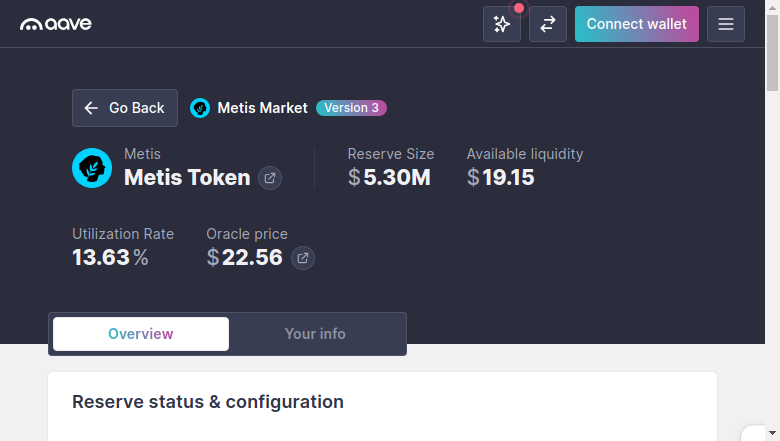 aave
Connect wallet
Go Back
Metis Market
Version 3
Metis
Metis Token
Reserve Size
$5.30M
Available liquidity
$19.15
Utilization Rate
13.63%
Oracle price
$22.56
Overview
Your info
Reserve status & configuration